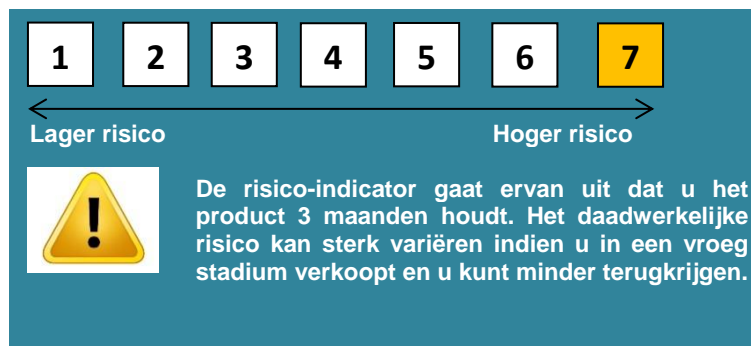 1 2 3 4 5 6 7
Lager risico Hoger risico
De risico-indicator gaat ervan uit dat u het
product 3 maanden houdt. Het daadwerkelijke
risico kan sterk variëren indien u in een vroeg
stadium verkoopt en u kunt minder terugkrijgen.